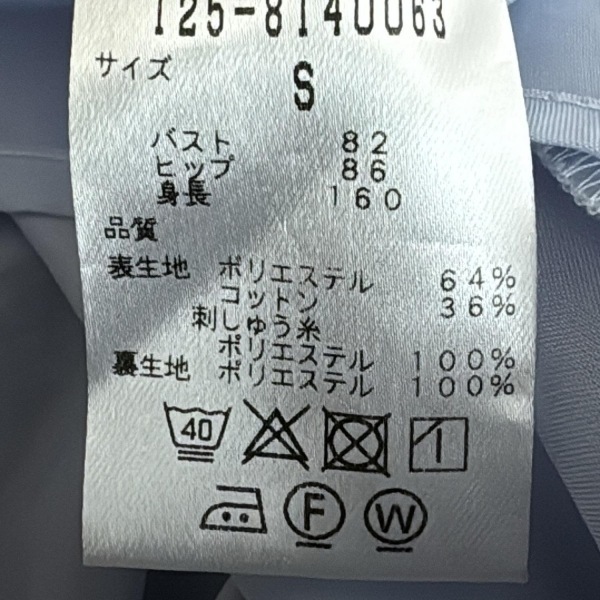 125-8140063
サイズ
S
バスト 82
ヒップ 86
身長 160
品質
表生地 ポリエステル 64%
コットン 36%
刺しゅう糸
ポリエステル 100%
裏生地 ポリエステル 100%
40
F W